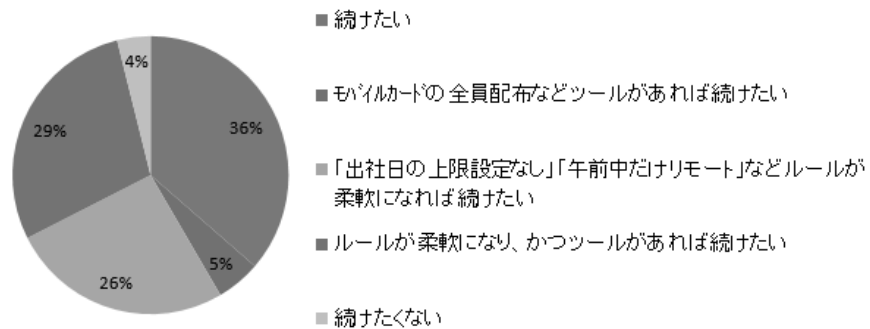 続けたい
4%
ﾓﾊﾞｲﾙｶｰﾄﾞの全員配布などツールがあれば続けたい
36%
29%
「出社日の上限設定なし」「午前中だけリモート」などルールが
柔軟になれば続けたい
ルールが柔軟になり、かつツールがあれば続けたい
5%
26%
続けたくない